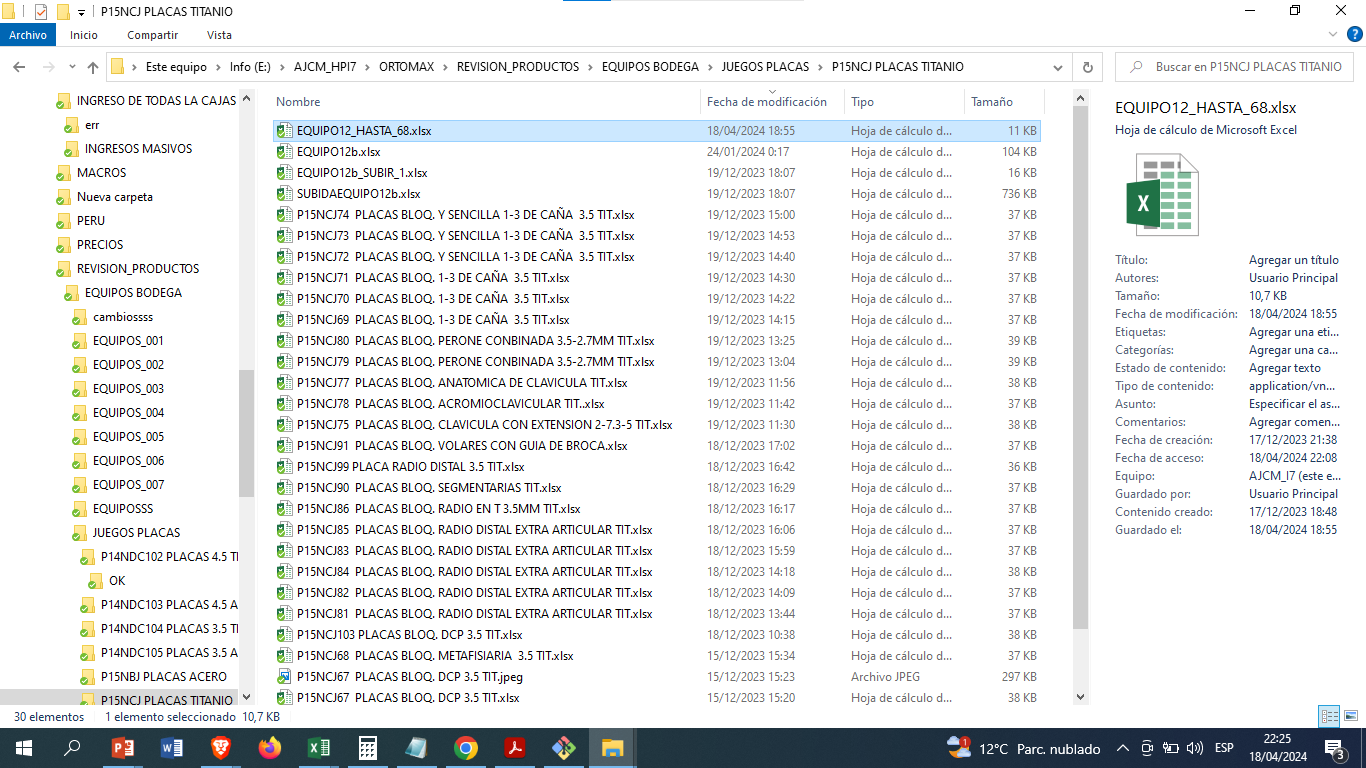 P15NCJ PLACAS TITANIO
Archivo Inicio Compartir Vista
Este equipo > Info (E:) > AJCM_HPI7 > ORTOMAX > REVISION_PRODUCTOS > EQUIPOS BODEGA > JUEGOS PLACAS > P15NCJ PLACAS TITANIO
Buscar en P15NCJ PLACAS TITANIO
INGRESO DE TODAS LA CAJAS
err
INGRESOS MASIVOS
MACROS
Nueva carpeta
PERU
PRECIOS
REVISION_PRODUCTOS
EQUIPOS BODEGA
cambiossss
EQUIPOS_001
EQUIPOS_002
EQUIPOS_003
EQUIPOS_004
EQUIPOS_005
EQUIPOS_006
EQUIPOS_007
EQUIPOSSS
JUEGOS PLACAS
P14NDC102 PLACAS 4.5 TI
OK
P14NDC103 PLACAS 4.5 A
P14NDC104 PLACAS 3.5 TI
P14NDC105 PLACAS 3.5 A
P15NBJ PLACAS ACERO
P15NCJ PLACAS TITANIO
Nombre Fecha de modificación Tipo Tamaño
EQUIPO12_HASTA_68.xlsx 18/04/2024 18:55 Hoja de cálculo d... 11 KB
EQUIPO12b.xlsx 24/01/2024 0:17 Hoja de cálculo d... 104 KB
EQUIPO12b_SUBIR_1.xlsx 19/12/2023 18:07 Hoja de cálculo d... 16 KB
SUBIDAEQUIPO12b.xlsx 19/12/2023 18:07 Hoja de cálculo d... 736 KB
P15NCJ74 PLACAS BLOQ. Y SENCILLA 1-3 DE CAÑA 3.5 TIT.xlsx 19/12/2023 15:00 Hoja de cálculo d... 37 KB
P15NCJ73 PLACAS BLOQ. Y SENCILLA 1-3 DE CAÑA 3.5 TIT.xlsx 19/12/2023 14:53 Hoja de cálculo d... 37 KB
P15NCJ72 PLACAS BLOQ. Y SENCILLA 1-3 DE CAÑA 3.5 TIT.xlsx 19/12/2023 14:40 Hoja de cálculo d... 37 KB
P15NCJ71 PLACAS BLOQ. 1-3 DE CAÑA 3.5 TIT.xlsx 19/12/2023 14:30 Hoja de cálculo d... 37 KB
P15NCJ70 PLACAS BLOQ. 1-3 DE CAÑA 3.5 TIT.xlsx 19/12/2023 14:22 Hoja de cálculo d... 37 KB
P15NCJ69 PLACAS BLOQ. 1-3 DE CAÑA 3.5 TIT.xlsx 19/12/2023 14:15 Hoja de cálculo d... 37 KB
P15NCJ80 PLACAS BLOQ. PERONE CONBINADA 3.5-2.7MM TIT.xlsx 19/12/2023 13:25 Hoja de cálculo d... 39 KB
P15NCJ79 PLACAS BLOQ. PERONE CONBINADA 3.5-2.7MM TIT.xlsx 19/12/2023 13:04 Hoja de cálculo d... 39 KB
P15NCJ77 PLACAS BLOQ. ANATOMICA DE CLAVICULA TIT.xlsx 19/12/2023 11:56 Hoja de cálculo d... 38 KB
P15NCJ78 PLACAS BLOQ. ACROMIOCLAVICULAR TIT..xlsx 19/12/2023 11:42 Hoja de cálculo d... 38 KB
P15NCJ75 PLACAS BLOQ. CLAVICULA CON EXTENSION 2-7.3-5 TIT.xlsx 19/12/2023 11:30 Hoja de cálculo d... 38 KB
P15NCJ91 PLACAS BLOQ. VOLARES CON GUIA DE BROCA.xlsx 18/12/2023 17:02 Hoja de cálculo d... 37 KB
P15NCJ99 PLACA RADIO DISTAL 3.5 TIT.xlsx 18/12/2023 16:42 Hoja de cálculo d... 36 KB
P15NCJ90 PLACAS BLOQ. SEGMENTARIAS TIT.xlsx 18/12/2023 16:29 Hoja de cálculo d... 37 KB
P15NCJ86 PLACAS BLOQ. RADIO EN T 3.5MM TIT.xlsx 18/12/2023 16:17 Hoja de cálculo d... 37 KB
P15NCJ85 PLACAS BLOQ. RADIO DISTAL EXTRA ARTICULAR TIT.xlsx 18/12/2023 16:06 Hoja de cálculo d... 37 KB
P15NCJ83 PLACAS BLOQ. RADIO DISTAL EXTRA ARTICULAR TIT.xlsx 18/12/2023 15:59 Hoja de cálculo d... 37 KB
P15NCJ84 PLACAS BLOQ. RADIO DISTAL EXTRA ARTICULAR TIT.xlsx 18/12/2023 14:18 Hoja de cálculo d... 38 KB
P15NCJ82 PLACAS BLOQ. RADIO DISTAL EXTRA ARTICULAR TIT.xlsx 18/12/2023 14:09 Hoja de cálculo d... 37 KB
P15NCJ81 PLACAS BLOQ. RADIO DISTAL EXTRA ARTICULAR TIT.xlsx 18/12/2023 13:44 Hoja de cálculo d... 37 KB
P15NCJ103 PLACAS BLOQ. DCP 3.5 TIT.xlsx 18/12/2023 10:38 Hoja de cálculo d... 38 KB
P15NCJ68 PLACAS BLOQ. METAFISIARIA 3.5 TIT.xlsx 15/12/2023 15:34 Hoja de cálculo d... 37 KB
P15NCJ67 PLACAS BLOQ. DCP 3.5 TIT.jpeg 15/12/2023 15:23 Archivo JPEG 297 KB
P15NCJ67 PLACAS BLOQ. DCP 3.5 TIT.xlsx 15/12/2023 15:20 Hoja de cálculo d... 38 KB
EQUIPO12_HASTA_68.xlsx
Hoja de cálculo de Microsoft Excel
X
Título: Agregar un título
Autores: Usuario Principal
Tamaño: 10,7 KB
Fecha de modificación: 18/04/2024 18:55
Etiquetas: Agregar una eti...
Categorías: Agregar una ca...
Estado de contenido: Agregar texto
Tipo de contenido: application/vn...
Asunto: Especificar el as...
Comentarios: Agregar comen...
Fecha de creación: 17/12/2023 21:38
Fecha de acceso: 18/04/2024 22:08
Equipo: AJCM_I7 (este e...
Guardado por: Usuario Principal
Contenido creado: 17/12/2023 18:48
Guardado el: 18/04/2024 18:55
30 elementos 1 elemento seleccionado 10,7 KB
12°C Parc. nublado ESP 22:25
18/04/2024 3